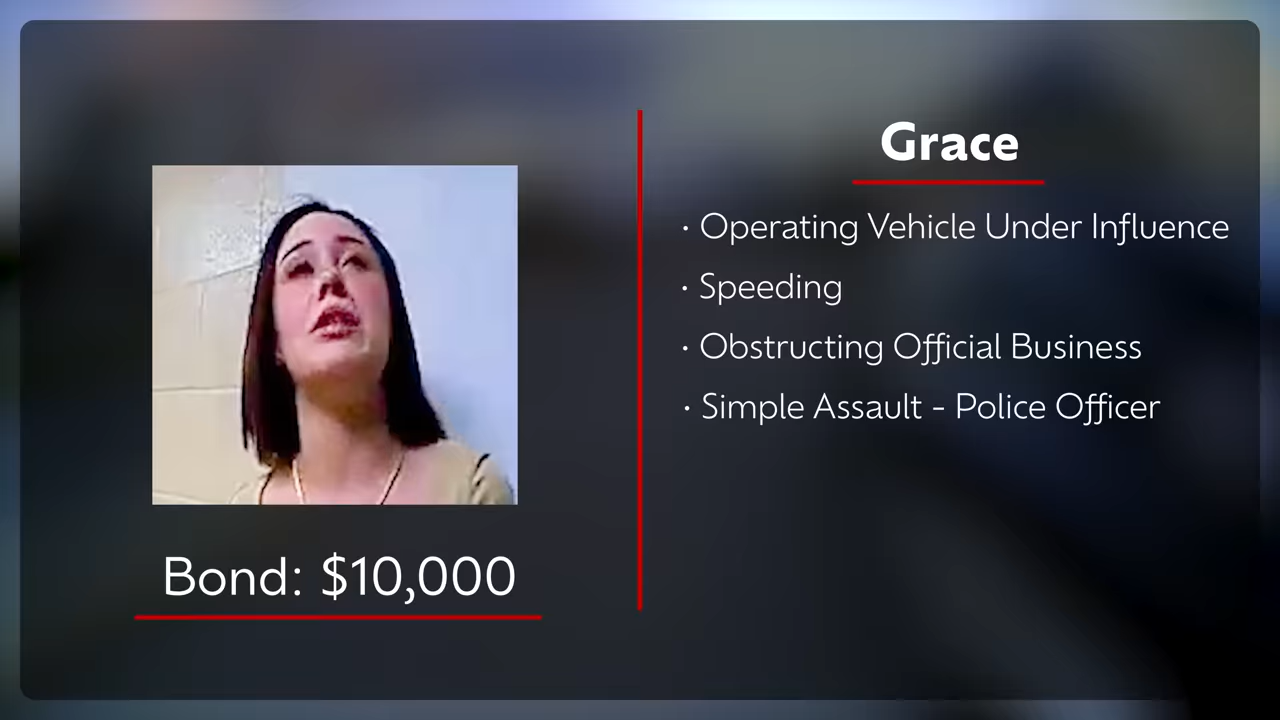 Grace
· Operating Vehicle Under Influence
· Speeding
· Obstructing Official Business
· Simple Assault - Police Officer
Bond: $10,000